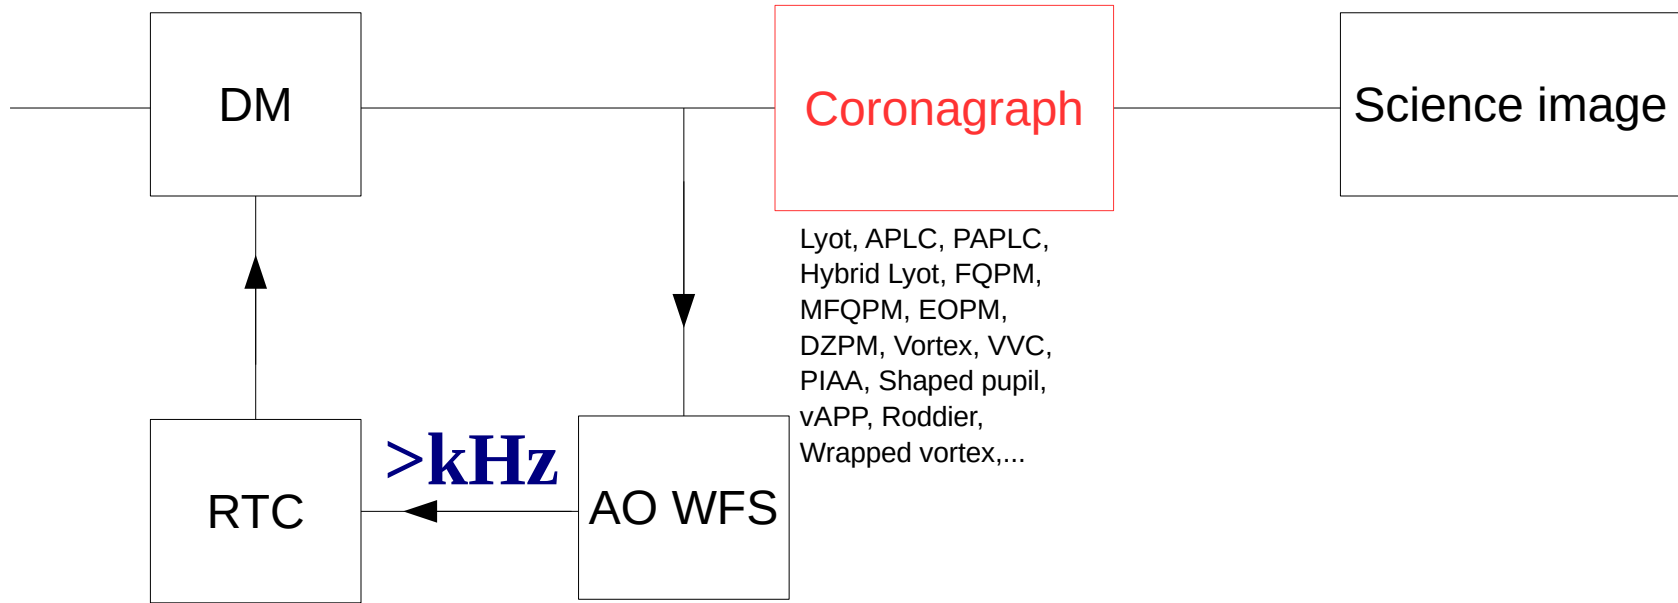 DM
Coronagraph
Science image
Lyot, APLC, PAPLC,
Hybrid Lyot, FQPM,
MFQPM, EOPM,
DZPM, Vortex, VVC,
PIAA, Shaped pupil,
vAPP, Roddier,
Wrapped vortex,...
>kHz
RTC
AO WFS